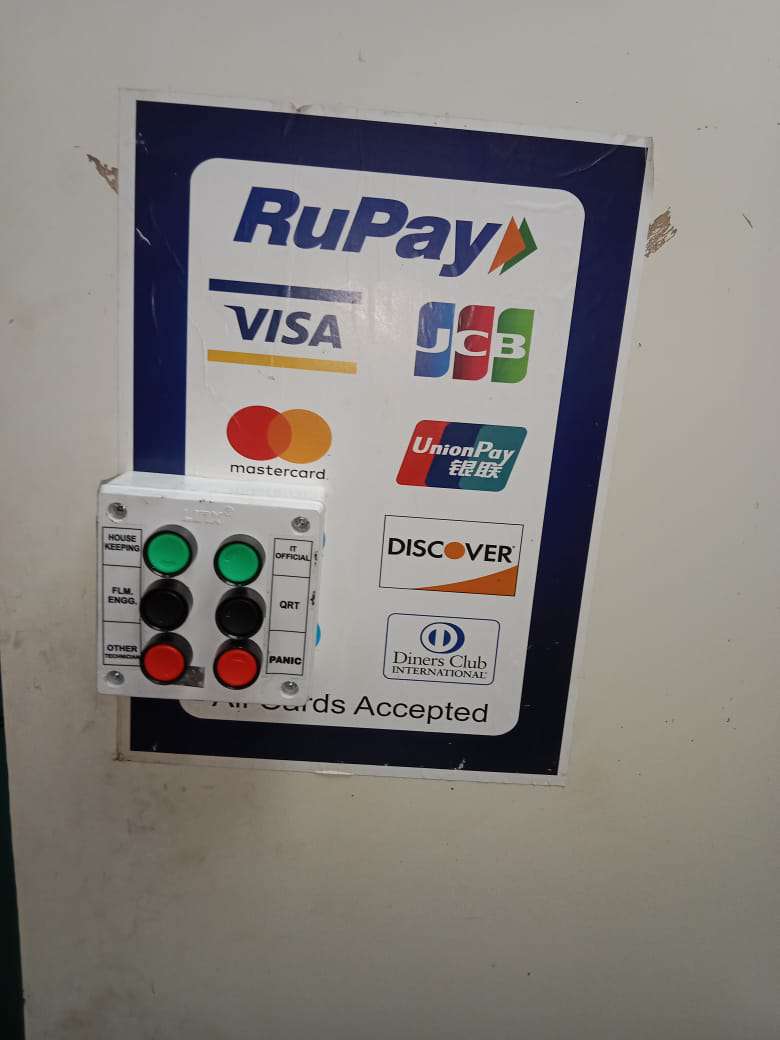 RuPay
VISA
JCB
mastercard
UnionPay
银联
DISCOVER
Diners Club
INTERNATIONAL
Cards Accepted
HOUSE
KEEPING
FLM.
ENGG.
OTHER
TECHNICIAN
IT
OFFICIAL
QRT
PANIC